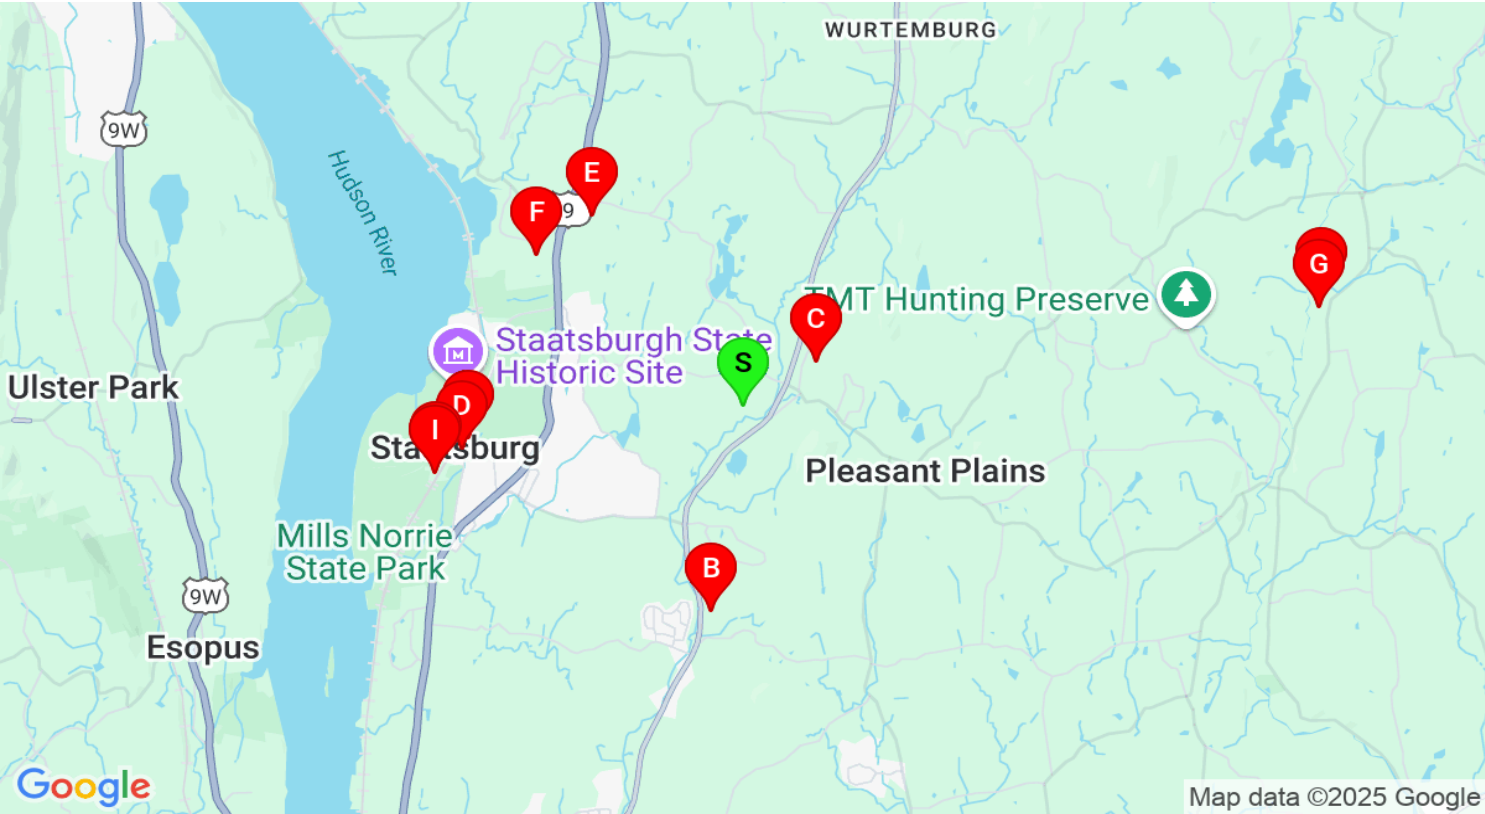 WURTEMBURG
9W
Hudson River
E
F
9
G
TMT Hunting Preserve
C
Staatsburgh State
Historic Site
S
Ulster Park
D
I
Staatsburg
Pleasant Plains
Mills Norrie
State Park
B
9W
Esopus
Google
Map data ©2025 Google